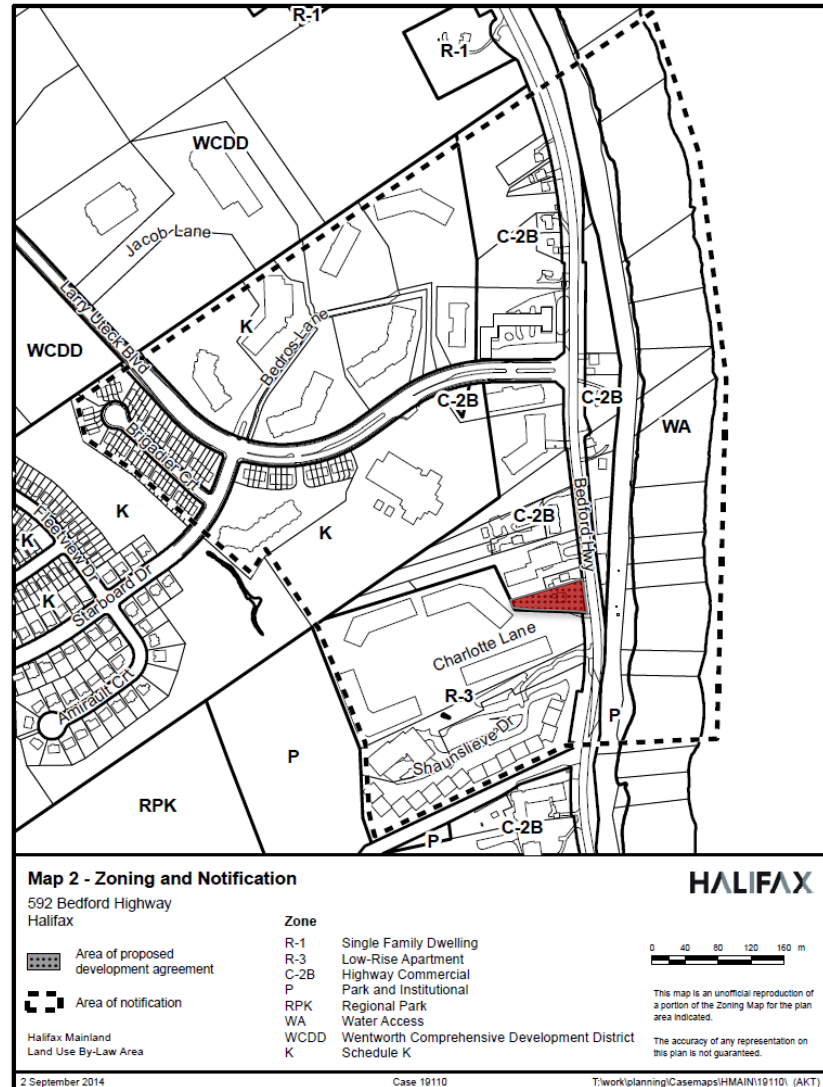 R-1
R-1
WCDD
Jacob Lane
C-2B
Larry Uteck Blvd
K
Bedros Lane
WCDD
C-2B
C-2B
Brigadier Crt
WA
K
C-2B
Bedford Hwy
Fleetview Dr
K
K
Starboard Dr
K
Charlotte Lane
Amirault Crt
R-3
P
Shaunslieve Dr
P
RPK
C-2B
P
Map 2 - Zoning and Notification
592 Bedford Highway
Halifax
HALIFAX
Area of proposed
development agreement
Area of notification
Halifax Mainland
Land Use By-Law Area
Zone
R-1 Single Family Dwelling
R-3 Low-Rise Apartment
C-2B Highway Commercial
P Park and Institutional
RPK Regional Park
WA Water Access
WCDD Wentworth Comprehensive Development District
K Schedule K
0 40 80 120 160 m
This map is an unofficial reproduction of
a portion of the Zoning Map for the plan
area indicated.
The accuracy of any representation on
this plan is not guaranteed.
2 September 2014 Case 19110 T:\work\planning\Casemaps\HMAIN\19110\ (AKT)